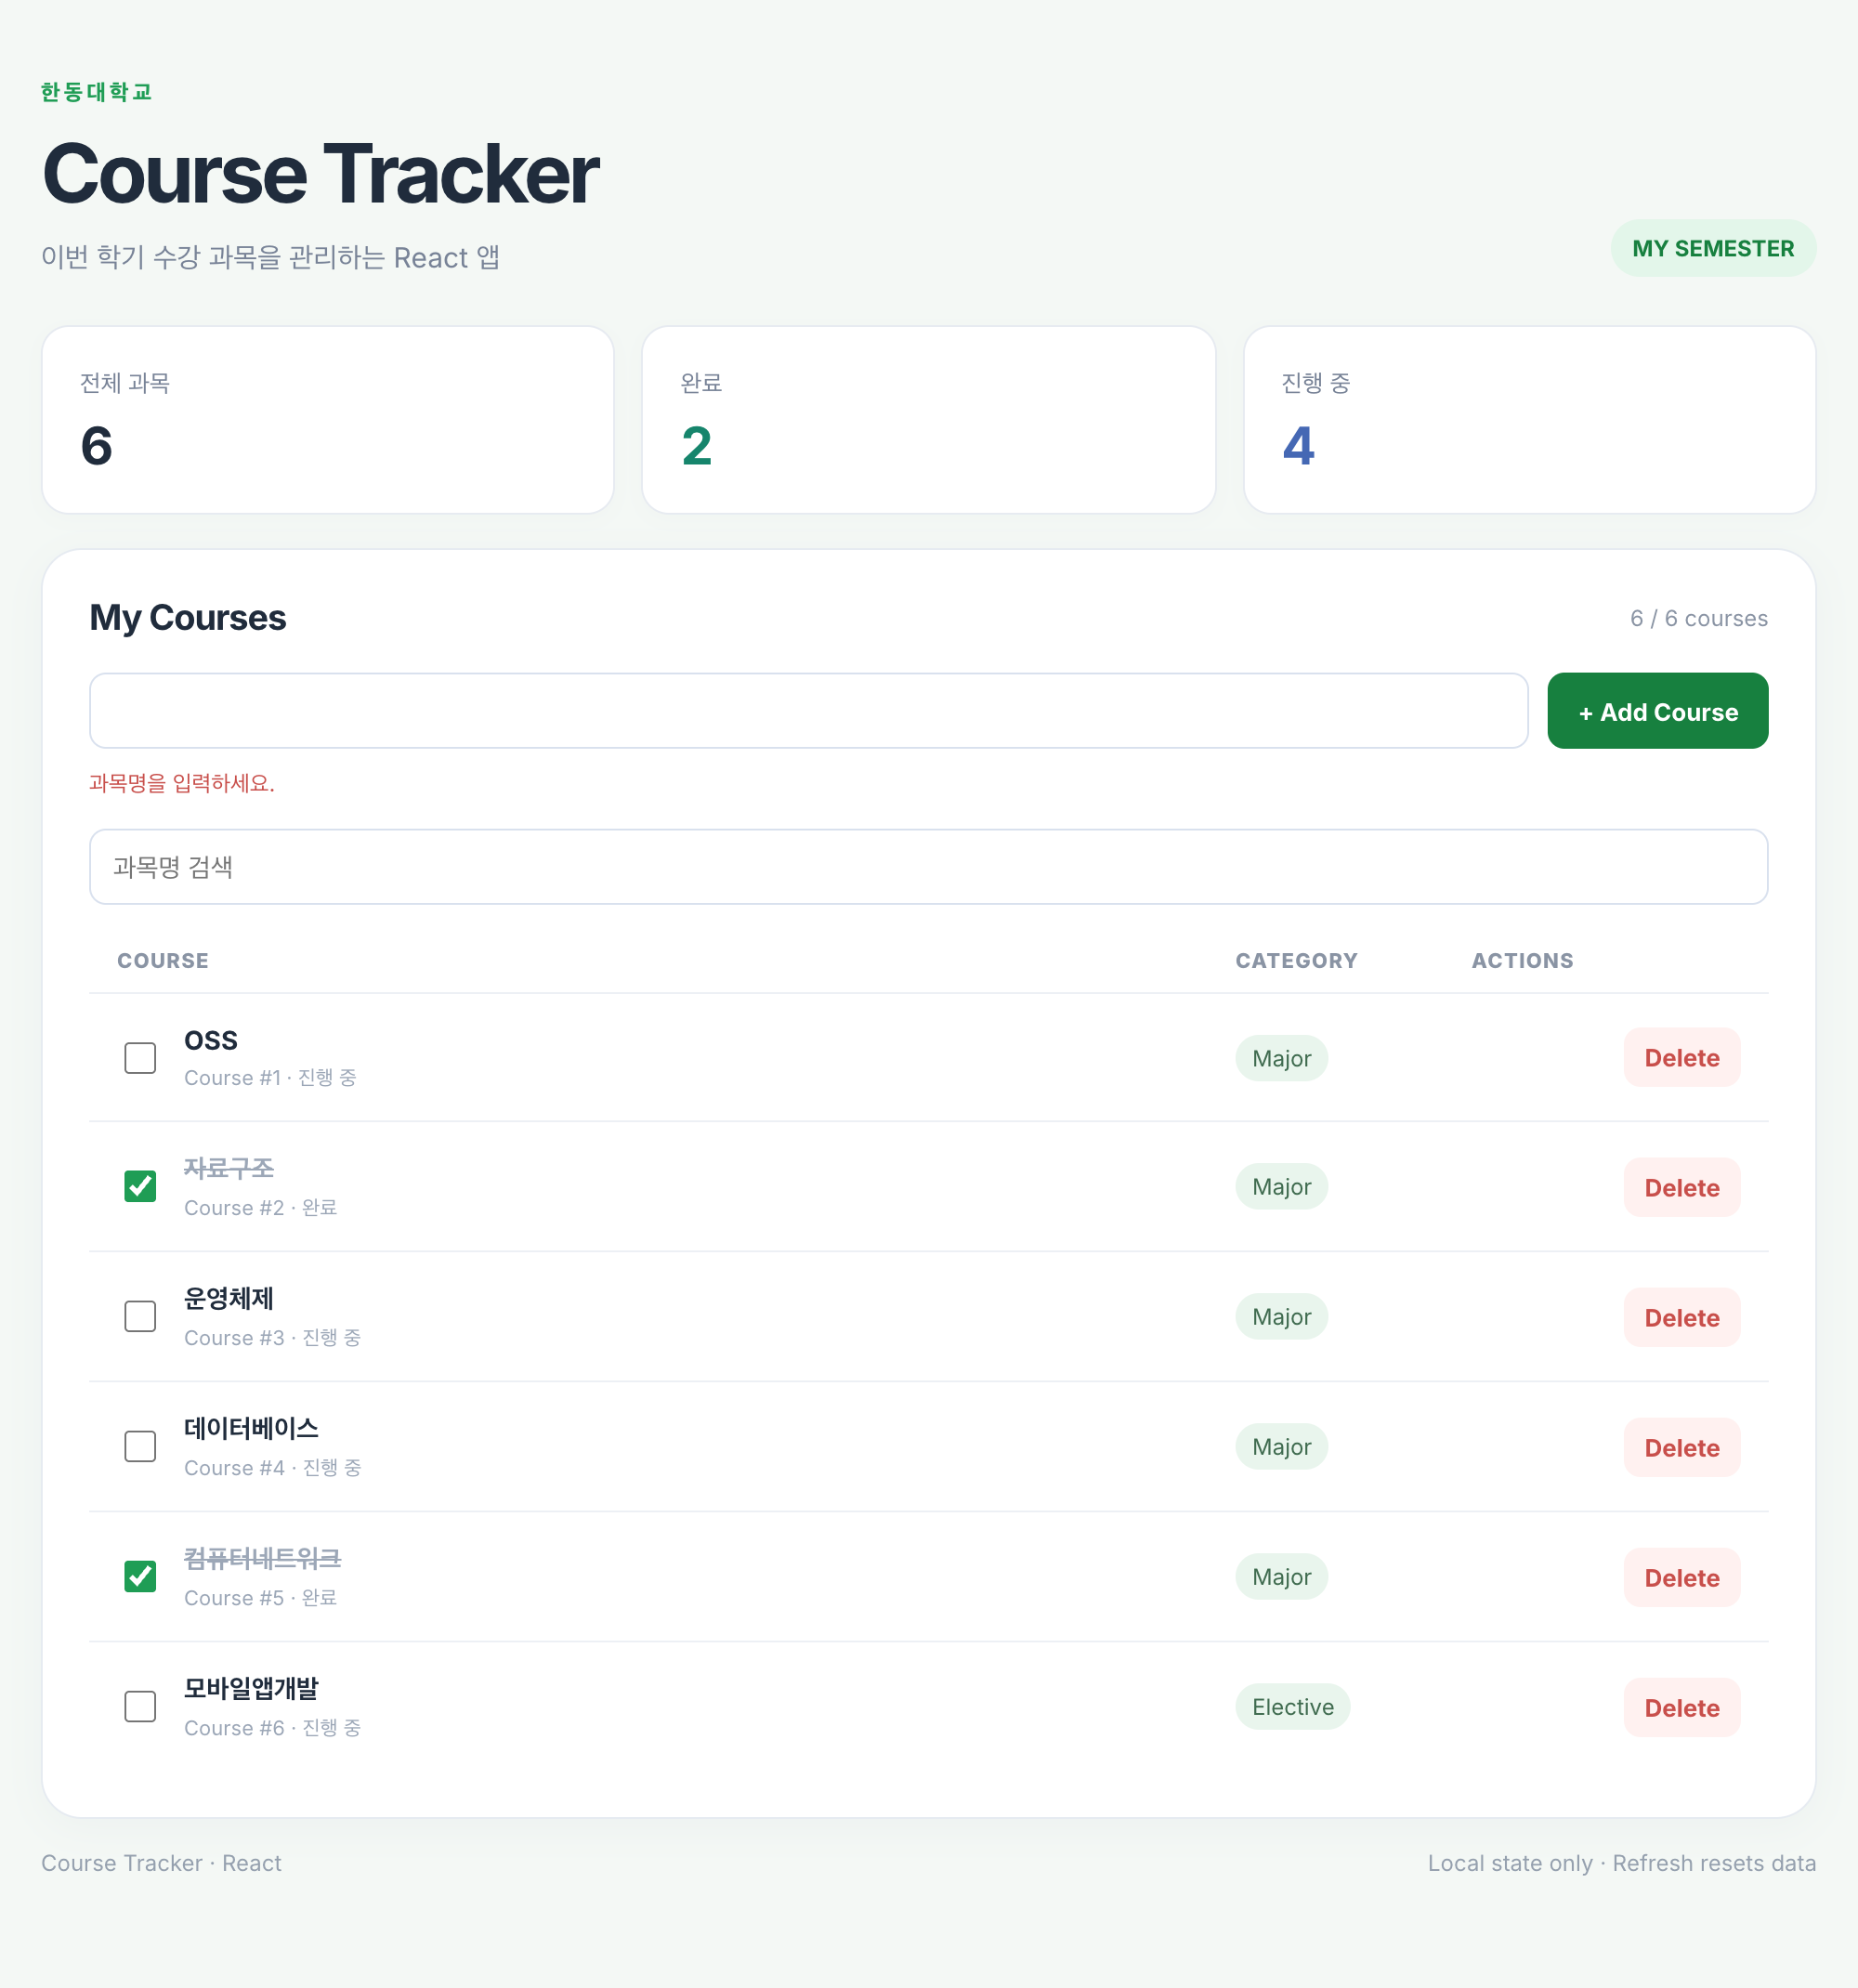 한동대학교
Course Tracker
이번 학기 수강 과목을 관리하는 React 앱
MY SEMESTER
전체 과목
6
완료
2
진행 중
4
My Courses
6 / 6 courses
+ Add Course
과목명을 입력하세요.
과목명 검색
COURSE CATEGORY ACTIONS
OSS
Course #1 · 진행 중
Major
Delete
자료구조
Course #2 · 완료
Major
Delete
운영체제
Course #3 · 진행 중
Major
Delete
데이터베이스
Course #4 · 진행 중
Major
Delete
컴퓨터네트워크
Course #5 · 완료
Major
Delete
모바일앱개발
Course #6 · 진행 중
Elective
Delete
Course Tracker · React
Local state only · Refresh resets data